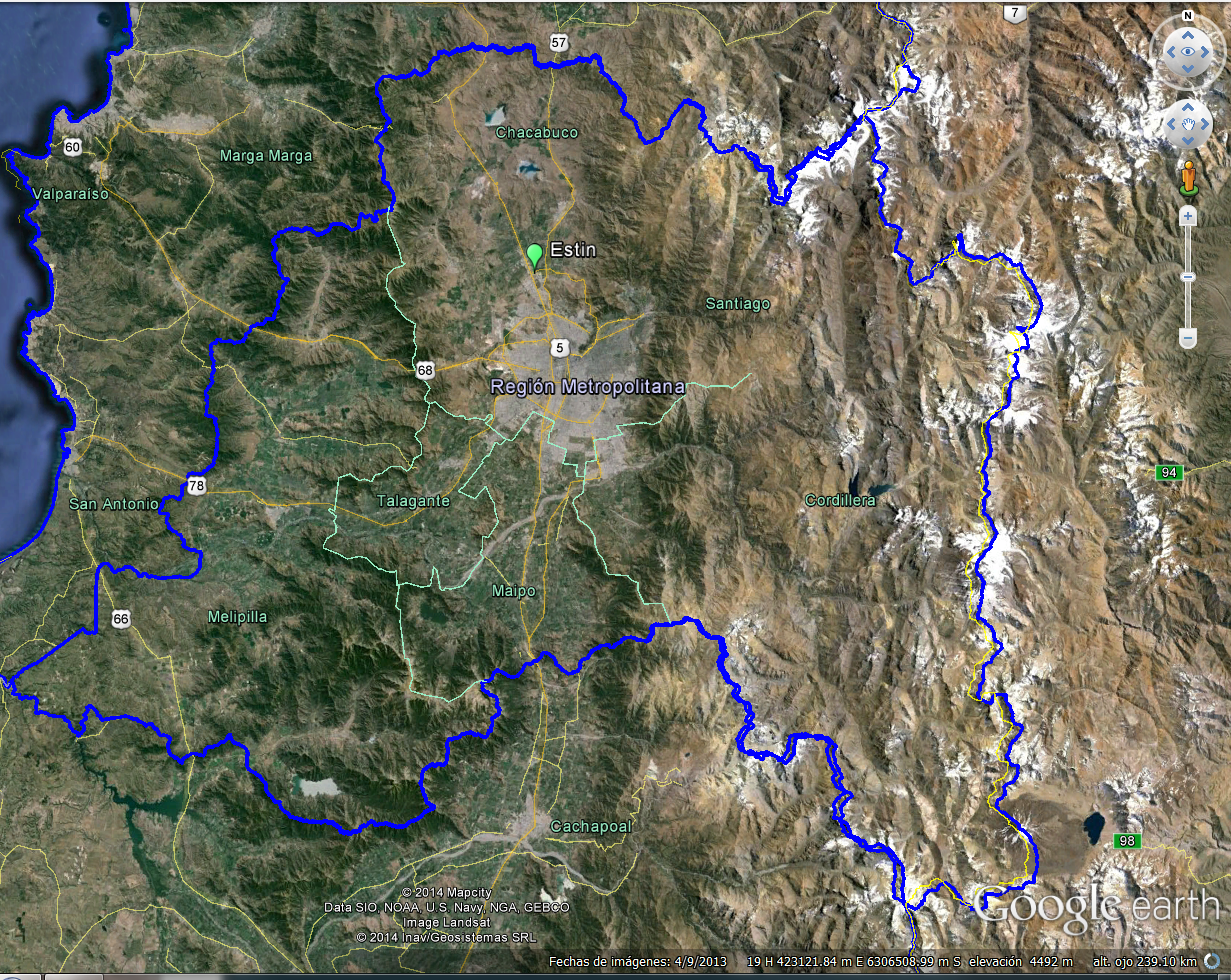 7
N
57
Chacabuco
60
Marga Marga
Valparaíso
Estin
Santiago
5
68
Región Metropolitana
94
78
San Antonio
Talagante
Cordillera
Maipo
66
Melipilla
Cachapoal
98
© 2014 Mapcity
Data SIO, NOAA, U.S. Navy, NGA, GEBCO
Image Landsat
© 2014 Inav/Geosistemas SRL
Google earth
Fechas de imágenes: 4/9/2013 19 H 423121.84 m E 6306508.99 m S elevación 4492 m alt. ojo 239.10 km